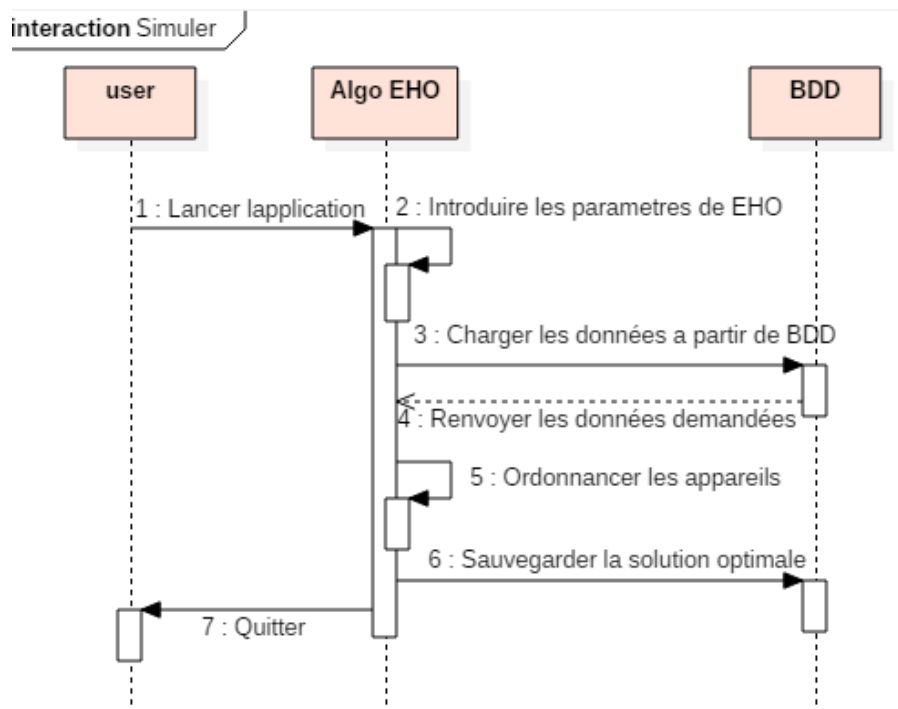 interaction Simuler
user
Algo EHO
BDD
1 : Lancer lapplication
2 : Introduire les parametres de EHO
3 : Charger les données a partir de BDD
4 : Renvoyer les données demandées
5 : Ordonnancer les appareils
6 : Sauvegarder la solution optimale
7 : Quitter